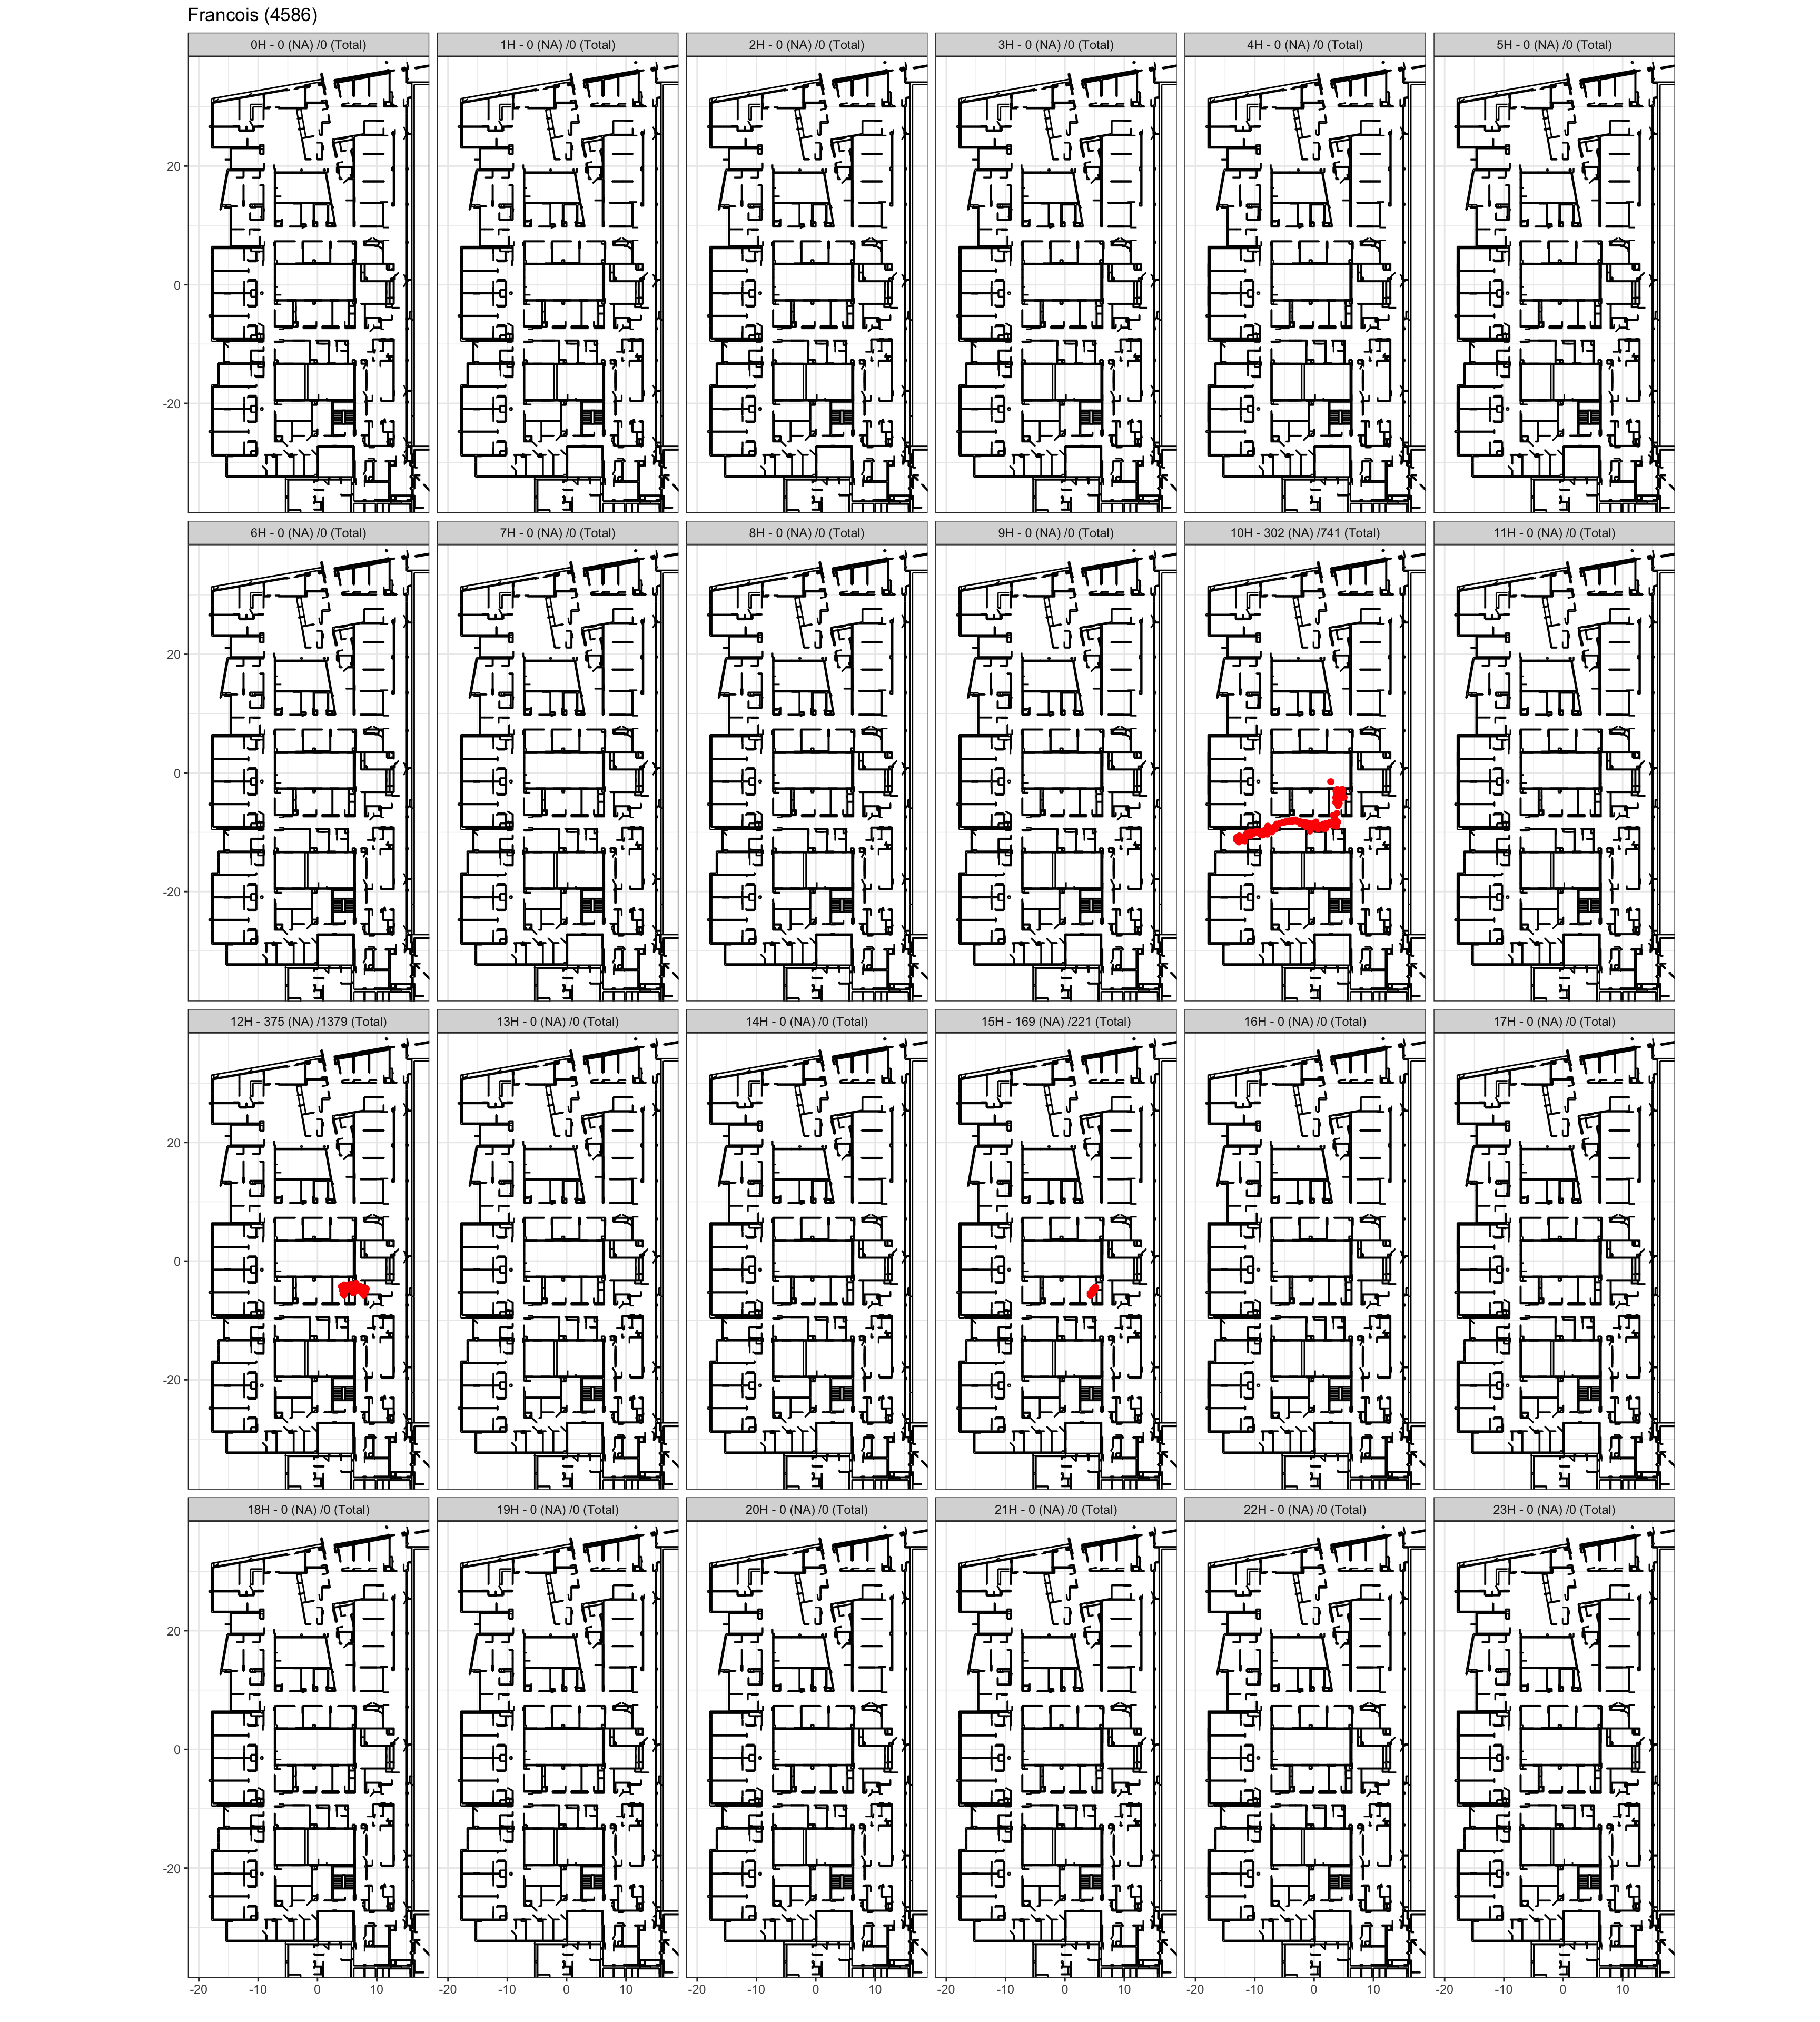 Francois (4586)
0H - 0 (NA) /0 (Total) 1H - 0 (NA) /0 (Total) 2H - 0 (NA) /0 (Total) 3H - 0 (NA) /0 (Total) 4H - 0 (NA) /0 (Total) 5H - 0 (NA) /0 (Total)
20
0
-20
6H - 0 (NA) /0 (Total) 7H - 0 (NA) /0 (Total) 8H - 0 (NA) /0 (Total) 9H - 0 (NA) /0 (Total) 10H - 302 (NA) /741 (Total) 11H - 0 (NA) /0 (Total)
20
0
-20
12H - 375 (NA) /1379 (Total) 13H - 0 (NA) /0 (Total) 14H - 0 (NA) /0 (Total) 15H - 169 (NA) /221 (Total) 16H - 0 (NA) /0 (Total) 17H - 0 (NA) /0 (Total)
20
0
-20
18H - 0 (NA) /0 (Total) 19H - 0 (NA) /0 (Total) 20H - 0 (NA) /0 (Total) 21H - 0 (NA) /0 (Total) 22H - 0 (NA) /0 (Total) 23H - 0 (NA) /0 (Total)
20
0
-20
-20 -10 0 10 -20 -10 0 10 -20 -10 0 10 -20 -10 0 10 -20 -10 0 10 -20 -10 0 10